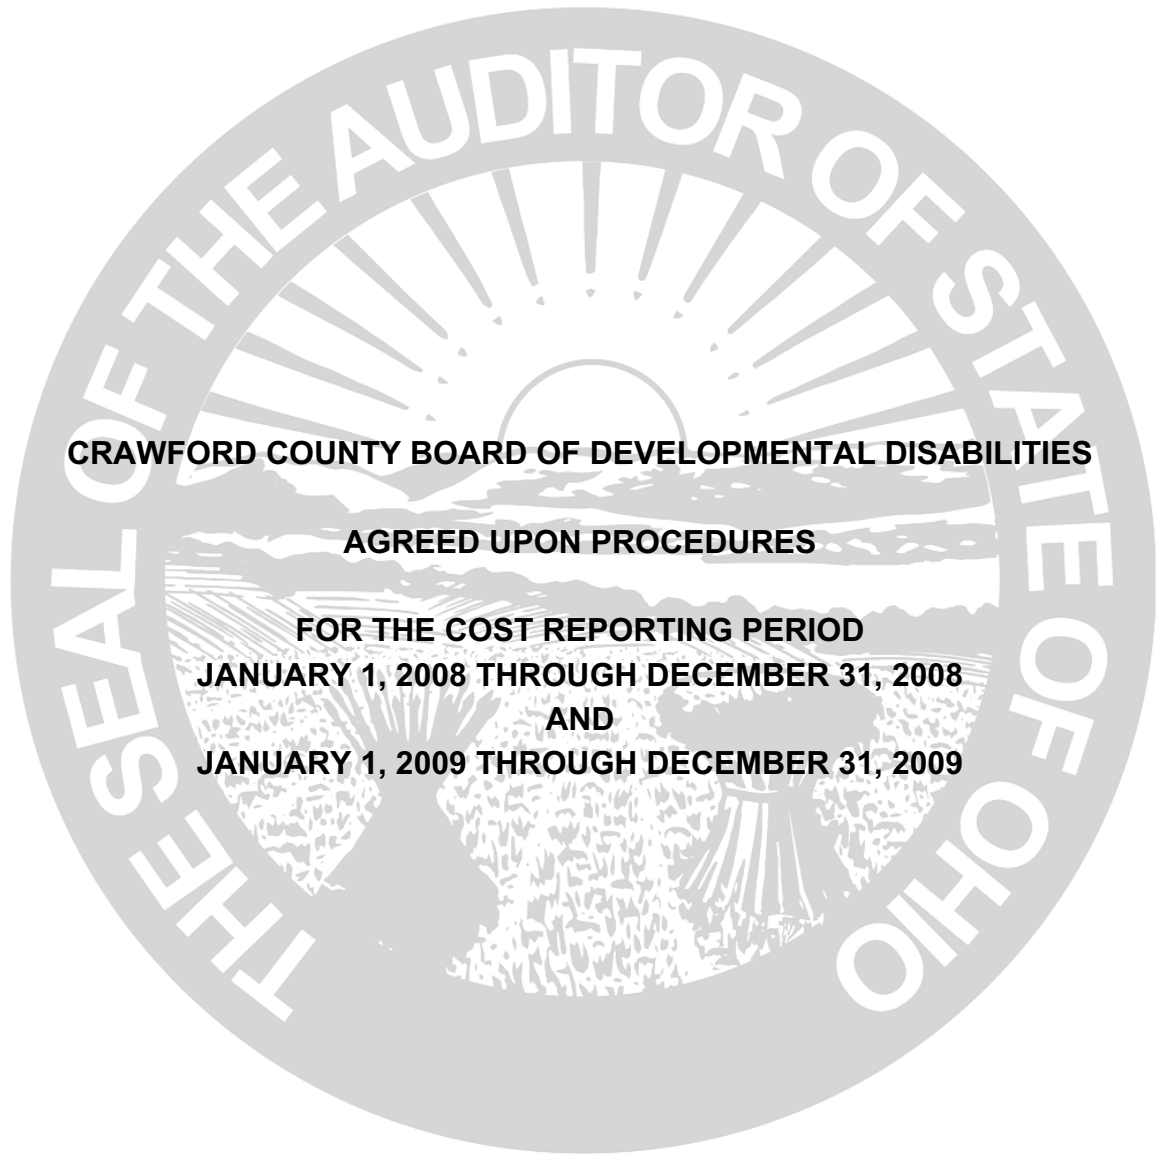 THE SEAL OF THE AUDITOR OF STATE OF OHIO
CRAWFORD COUNTY BOARD OF DEVELOPMENTAL DISABILITIES
AGREED UPON PROCEDURES
FOR THE COST REPORTING PERIOD
JANUARY 1, 2008 THROUGH DECEMBER 31, 2008
AND
JANUARY 1, 2009 THROUGH DECEMBER 31, 2009